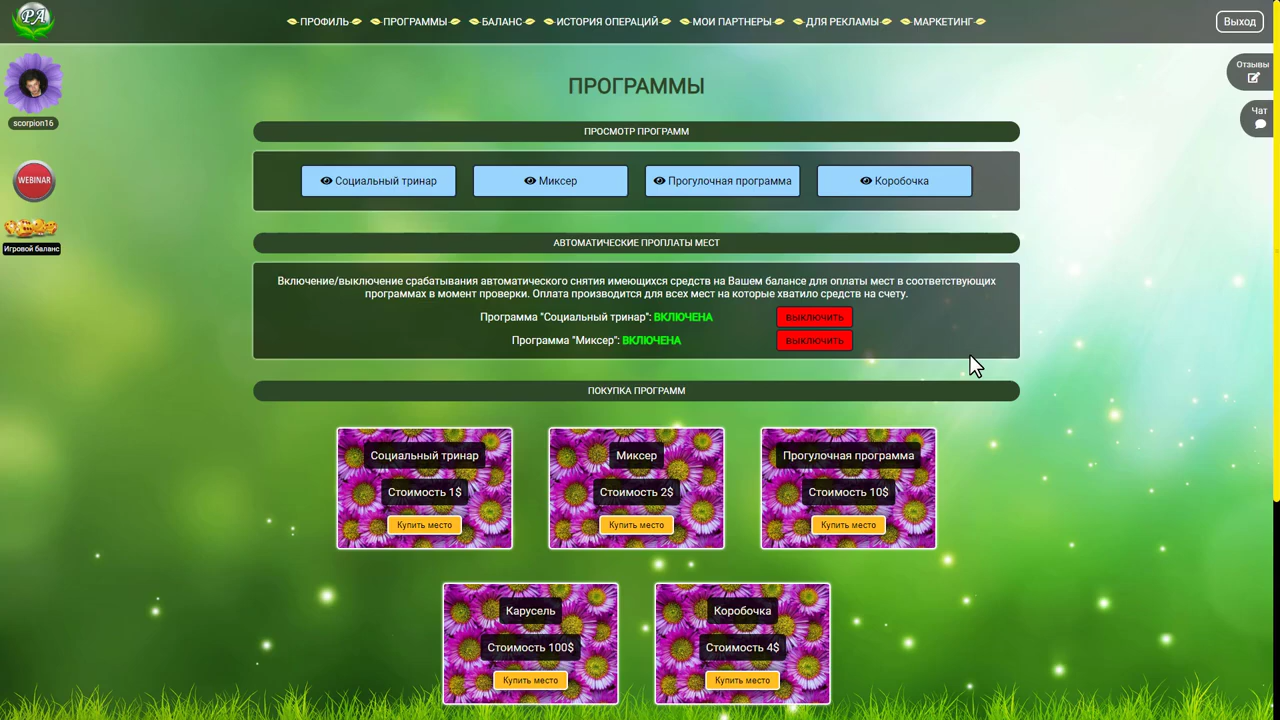 РА
ПРОФИЛЬ ПРОГРАММЫ БАЛАНС ИСТОРИЯ ОПЕРАЦИЙ МОИ ПАРТНЕРЫ ДЛЯ РЕКЛАМЫ МАРКЕТИНГ
Выход
Отзывы
Чат
scorpion16
WEBINAR
Игровой баланс
ПРОГРАММЫ
ПРОСМОТР ПРОГРАММ
Социальный тринар Миксер Прогулочная программа Коробочка
АВТОМАТИЧЕСКИЕ ПРОПЛАТЫ МЕСТ
Включение/выключение срабатывания автоматического снятия имеющихся средств на Вашем балансе для оплаты мест в соответствующих
программах в момент проверки. Оплата производится для всех мест на которые хватило средств на счету.
Программа "Социальный тринар": ВКЛЮЧЕНА выключить
Программа "Миксер": ВКЛЮЧЕНА выключить
ПОКУПКА ПРОГРАММ
Социальный тринар Миксер Прогулочная программа
Стоимость 1$ Стоимость 2$ Стоимость 10$
Купить место Купить место Купить место
Карусель Коробочка
Стоимость 100$ Стоимость 4$
Купить место Купить место